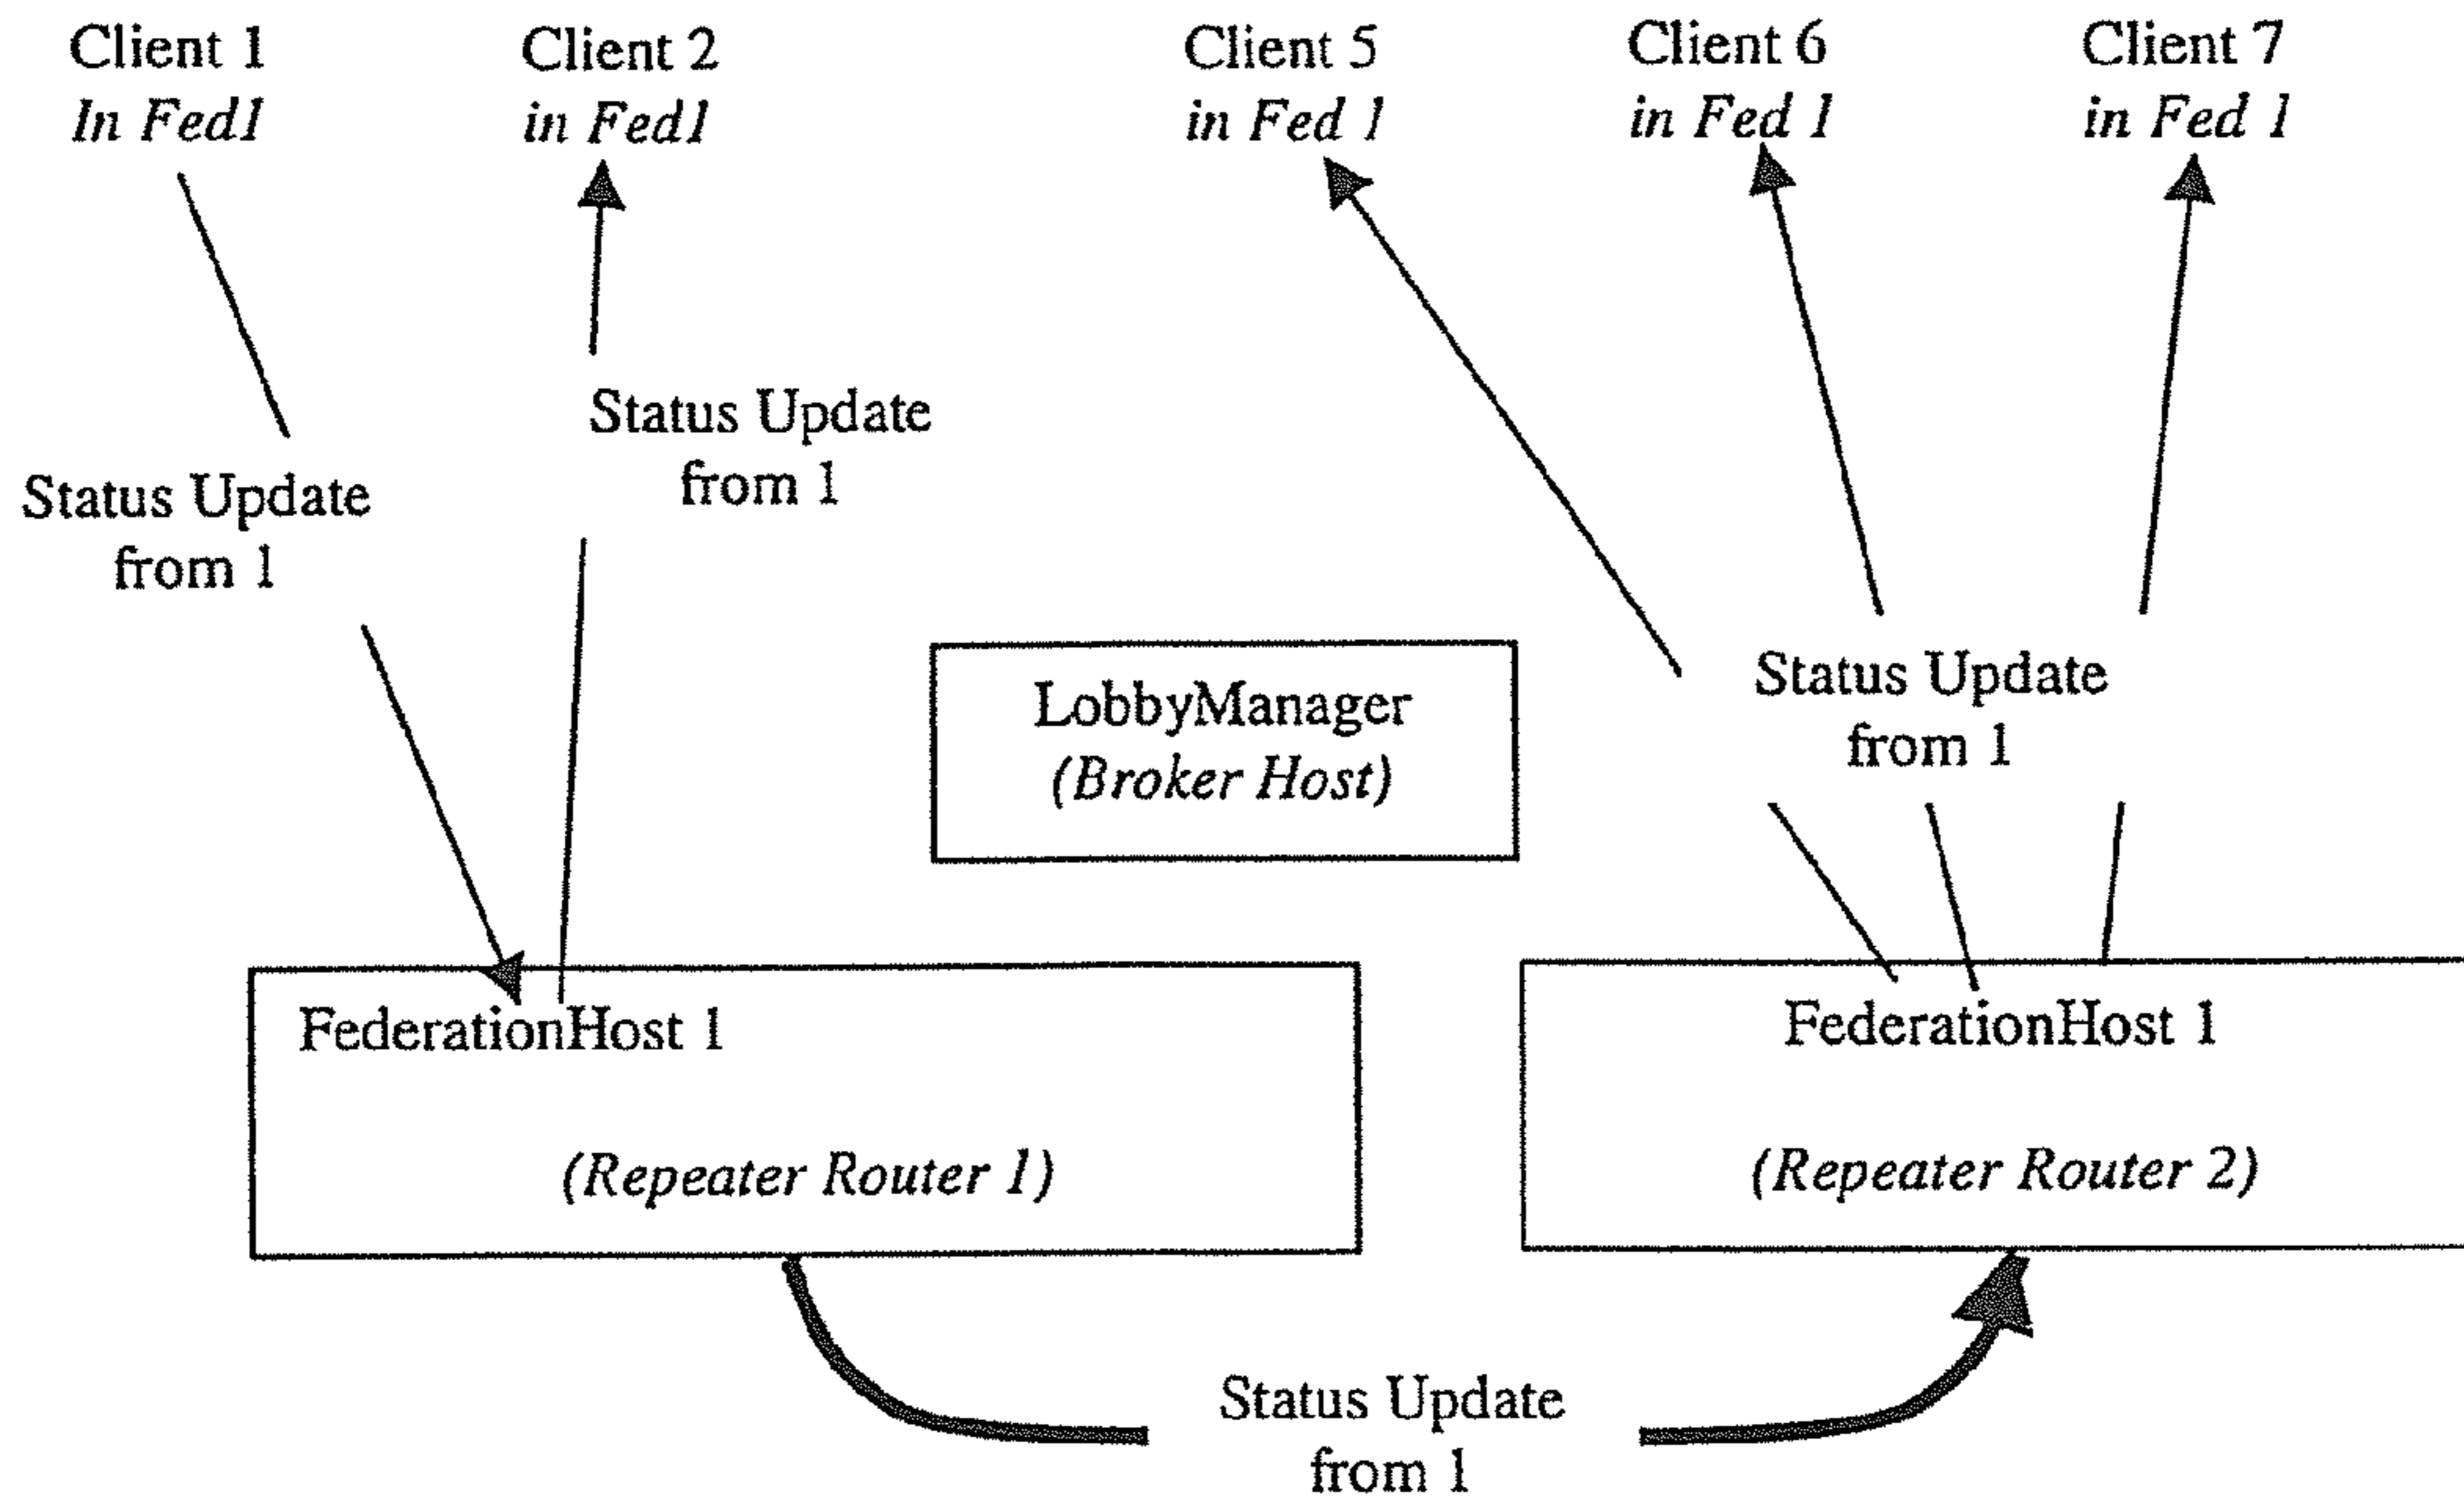 Client 1
In Fed1
Client 2
in Fed1
Client 5
in Fed 1
Client 6
in Fed 1
Client 7
in Fed 1
Status Update
from 1
Status Update
from 1
Status Update
from 1
LobbyManager
(Broker Host)
FederationHost 1
(Repeater Router 1)
FederationHost 1
(Repeater Router 2)
Status Update
from 1